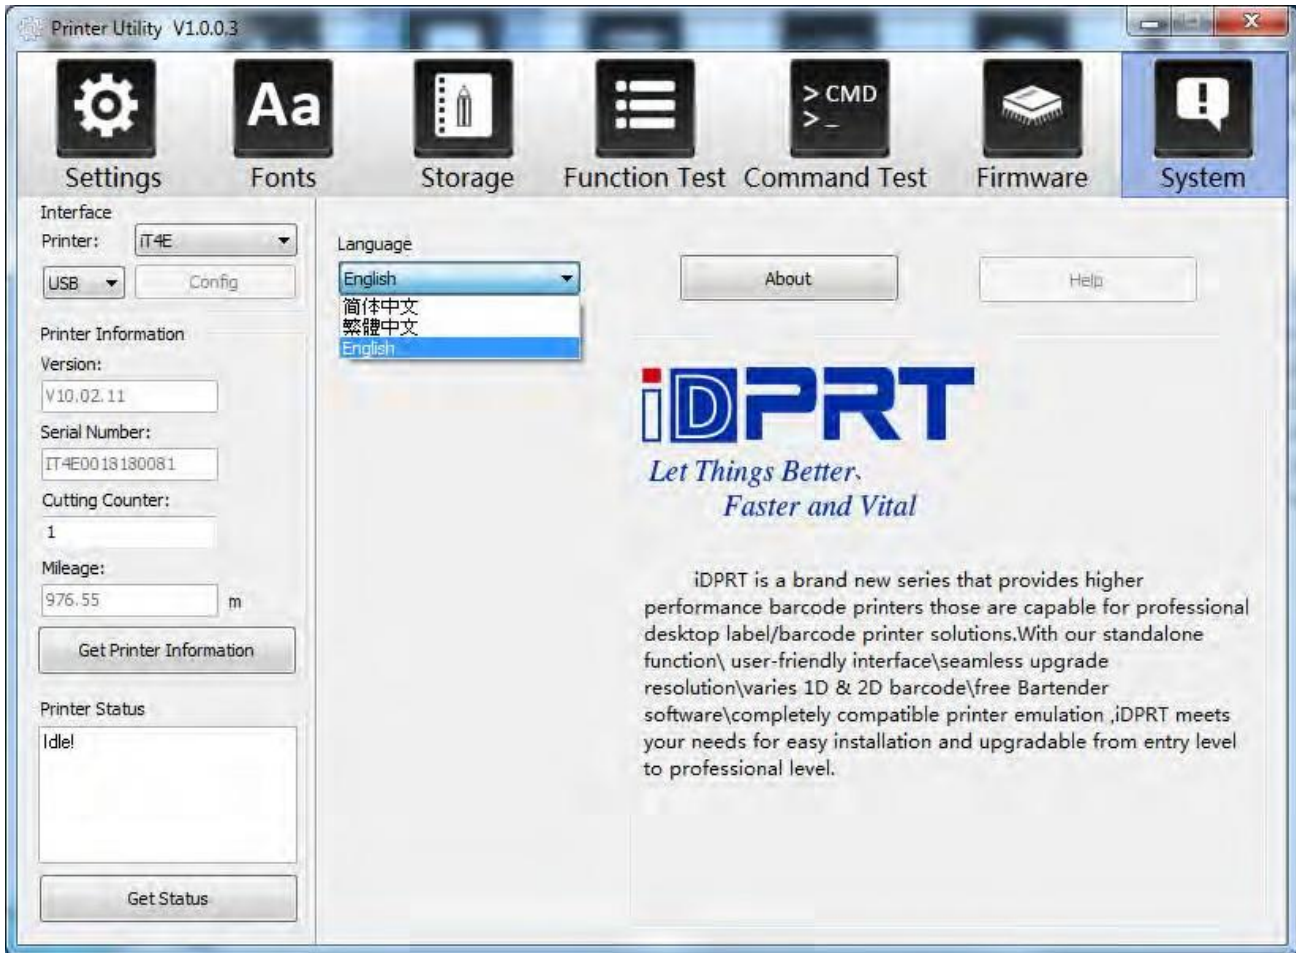 Printer Utility V1.0.0.3
Aa
> CMD
> _
Settings
Fonts
Storage
Function Test
Command Test
Firmware
System
Interface
Printer:
iT4E
USB
Config
Printer Information
Version:
V10.02.11
Serial Number:
IT4E0018180081
Cutting Counter:
1
Mileage:
976.55
m
Get Printer Information
Printer Status
Idle!
Get Status
Language
English
简体中文
繁體中文
English
About
Help
iDPRT
Let Things Better、
Faster and Vital
iDPRT is a brand new series that provides higher
performance barcode printers those are capable for professional
desktop label/barcode printer solutions.With our standalone
function\ user-friendly interface\seamless upgrade
resolution\varies 1D & 2D barcode\free Bartender
software\completely compatible printer emulation ,iDPRT meets
your needs for easy installation and upgradable from entry level
to professional level.